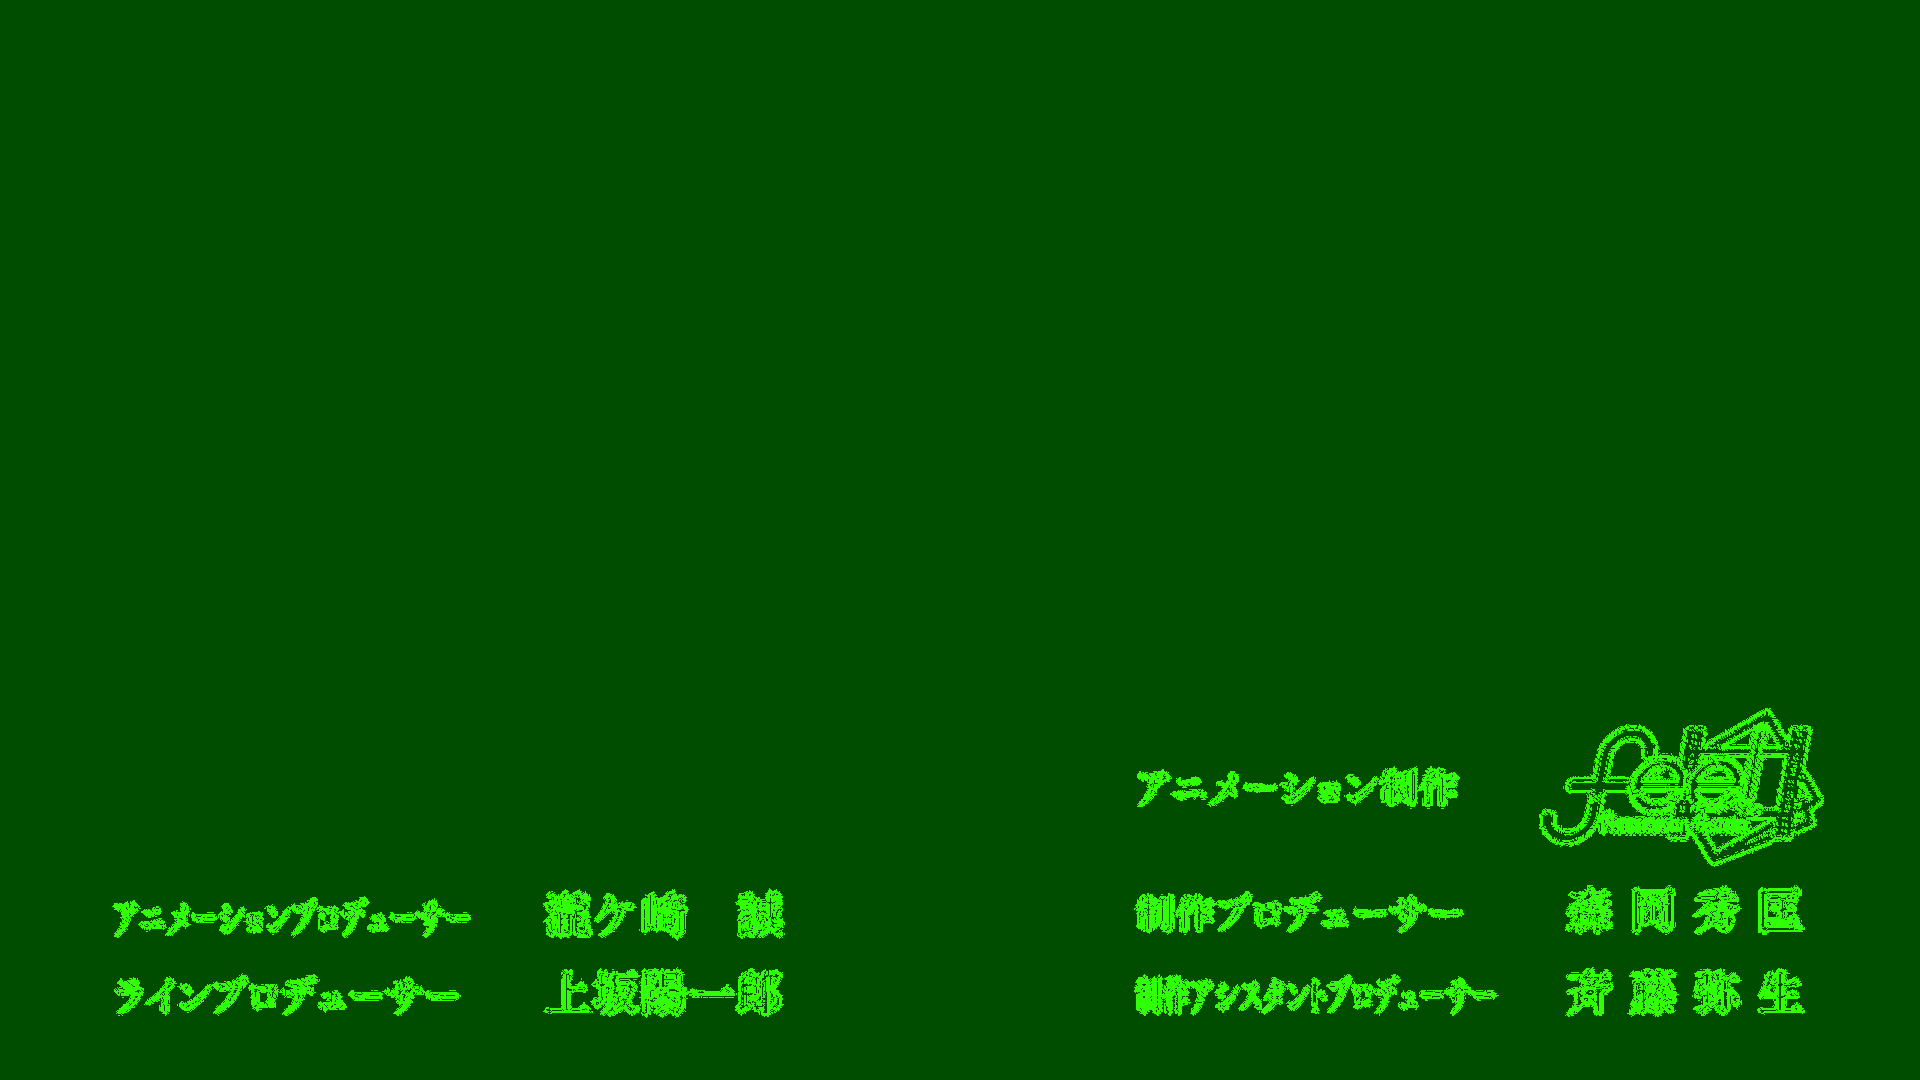 アニメーション制作 feel.
アニメーションプロデューサー 瀧ケ崎 誠
ラインプロデューサー 上坂陽一郎
制作プロデューサー 森岡秀匡
制作アシスタントプロデューサー 斉藤弥生